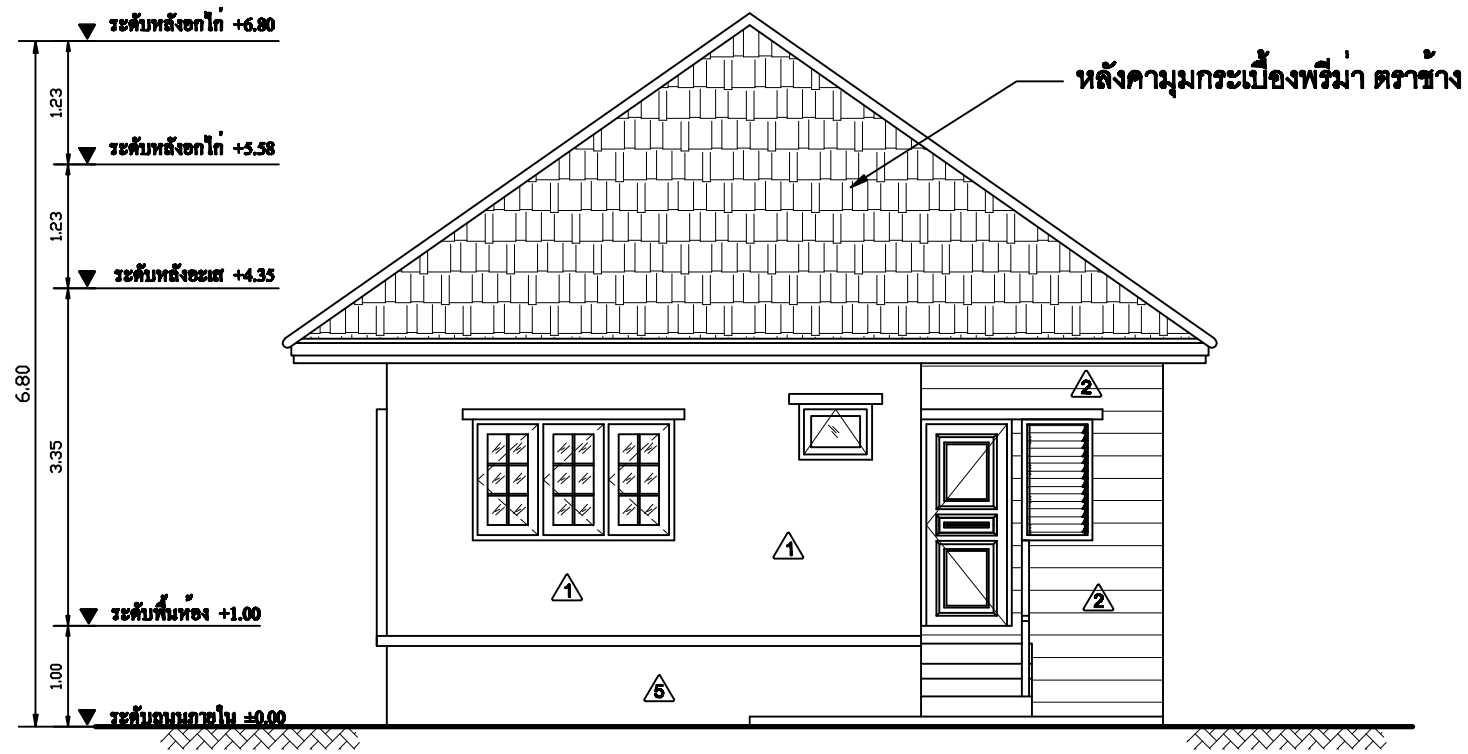 ระดับหลังอกไก่ +6.80
หลังคามุมกระเบื้องพรีม่า ตราช้าง
1.23
ระดับหลังอกไก่ +5.58
1.23
ระดับหลังอะเส +4.35
6.80
3.35
2
1
1
2
ระดับพื้นห้อง +1.00
1.00
5
ระดับถนนภายใน ±0.00